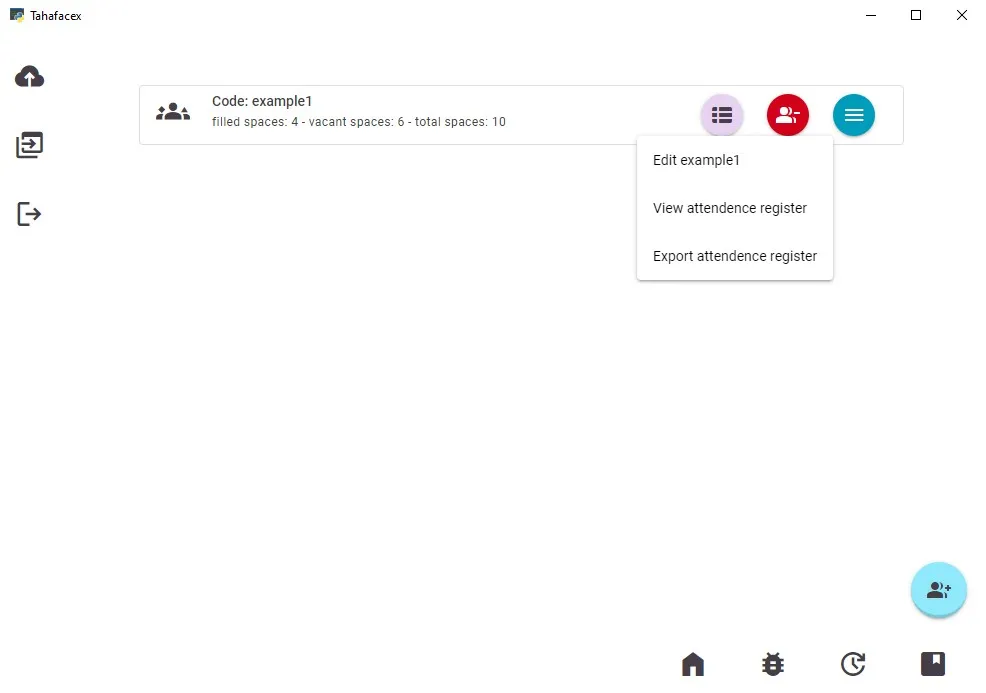 Tahafacex
Code: example1
filled spaces: 4 - vacant spaces: 6 - total spaces: 10
Edit example1
View attendence register
Export attendence register